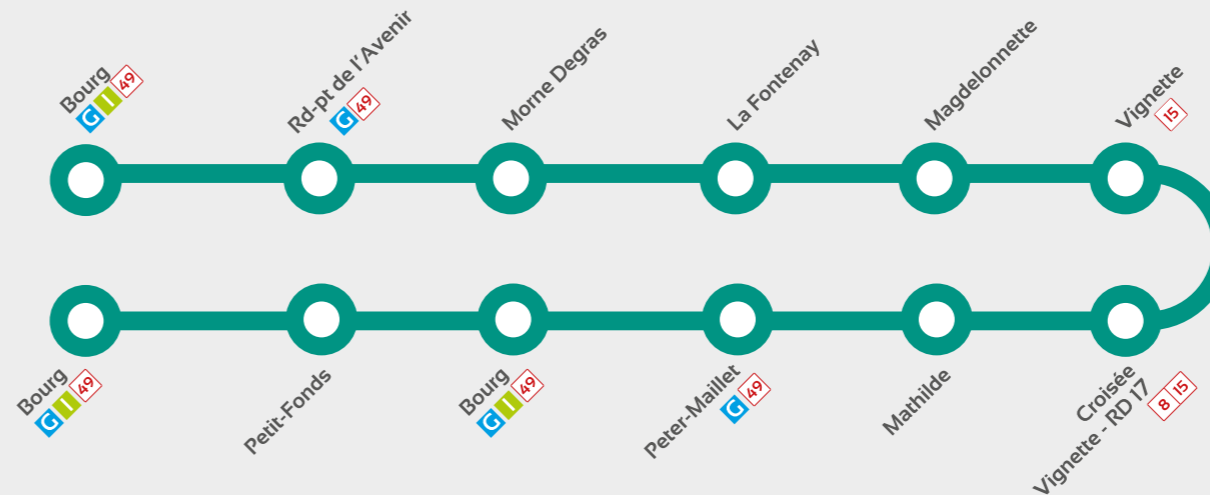 Bourg
G I 49
Rd-pt de l'Avenir
G 49
Morne Degras
La Fontenay
Magdelonnette
Vignette
15
Bourg
G I 49
Petit-Fonds
Bourg
G I 49
Peter-Maillet
G 49
Mathilde
Croisée
Vignette - RD 17
8 15